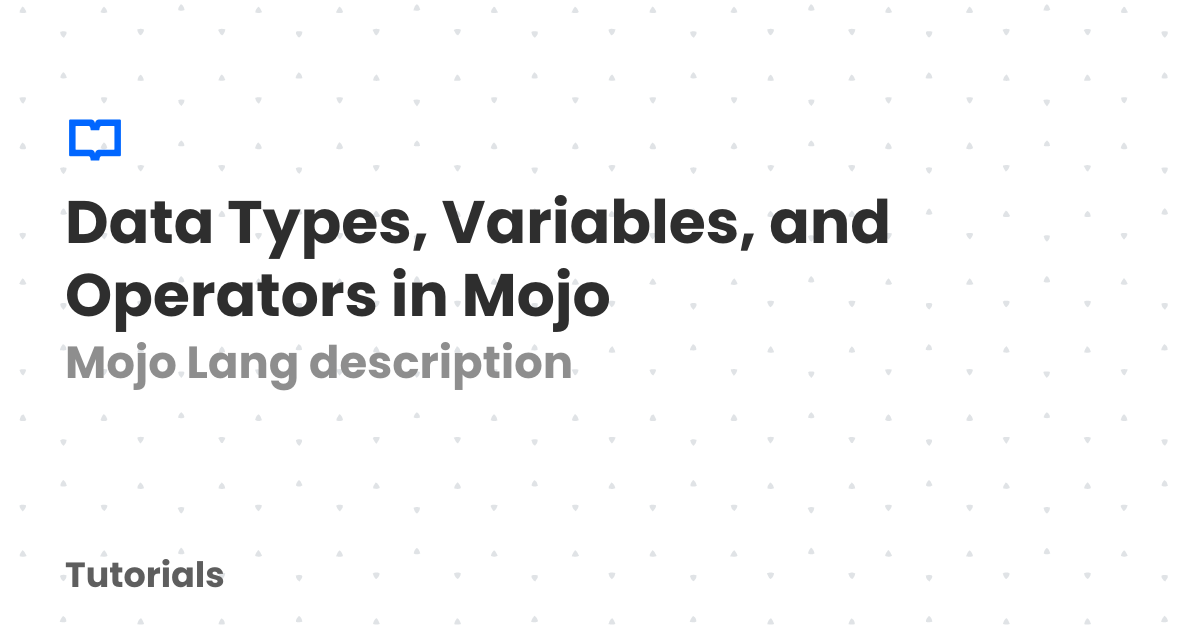 Data Types, Variables, and
Operators in Mojo
Mojo Lang description
Tutorials